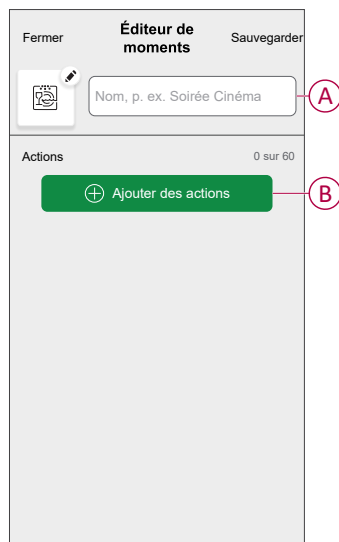 Fermer
Éditeur de
moments
Sauvegarder
Nom, p. ex. Soirée Cinéma
A
Actions
0 sur 60
Ajouter des actions
B